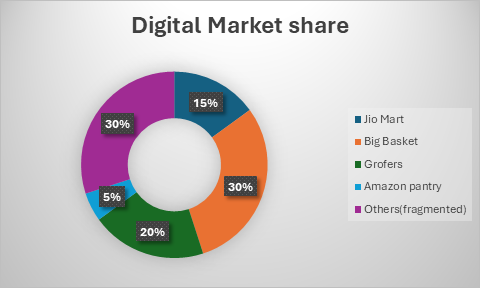 Digital Market share
15%
30%
30%
5%
20%
Jio Mart
Big Basket
Grofers
Amazon pantry
Others(fragmented)